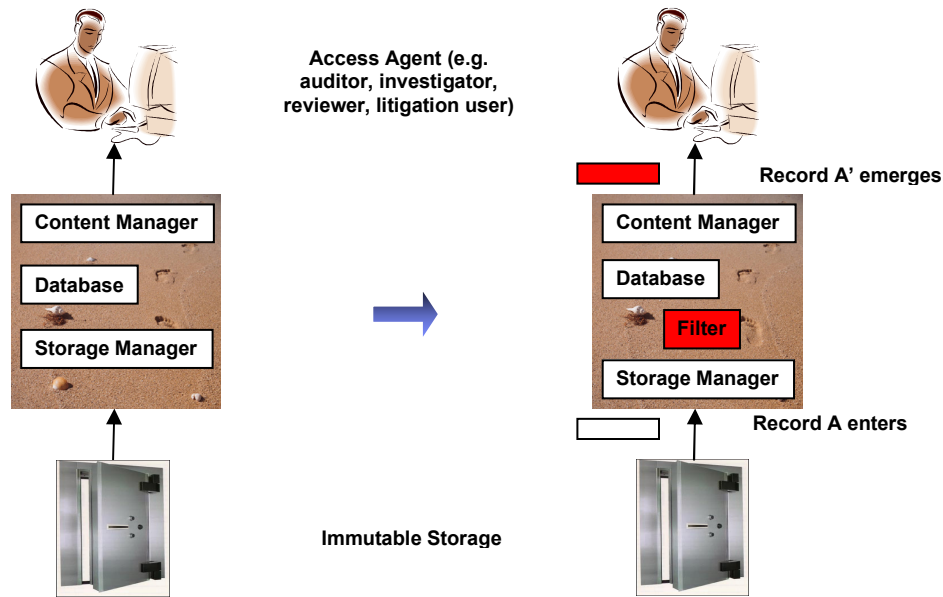 Access Agent (e.g.
auditor, investigator,
reviewer, litigation user)
Record A' emerges
Content Manager
Database
Storage Manager
Content Manager
Database
Filter
Storage Manager
Record A enters
Immutable Storage